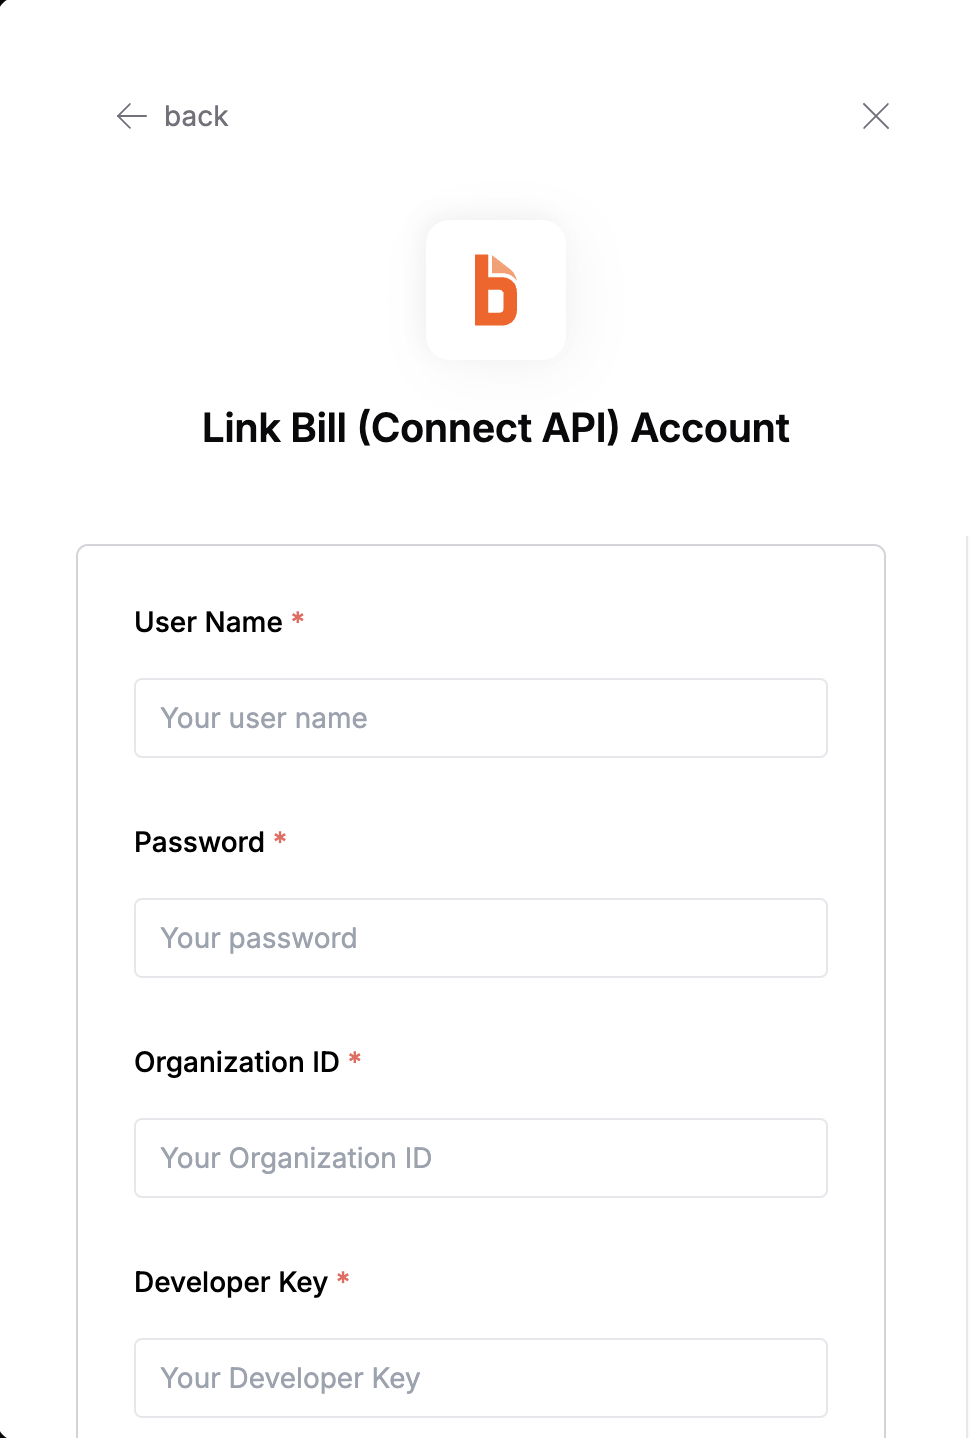 back
Link Bill (Connect API) Account
User Name *
Your user name
Password *
Your password
Organization ID *
Your Organization ID
Developer Key *
Your Developer Key